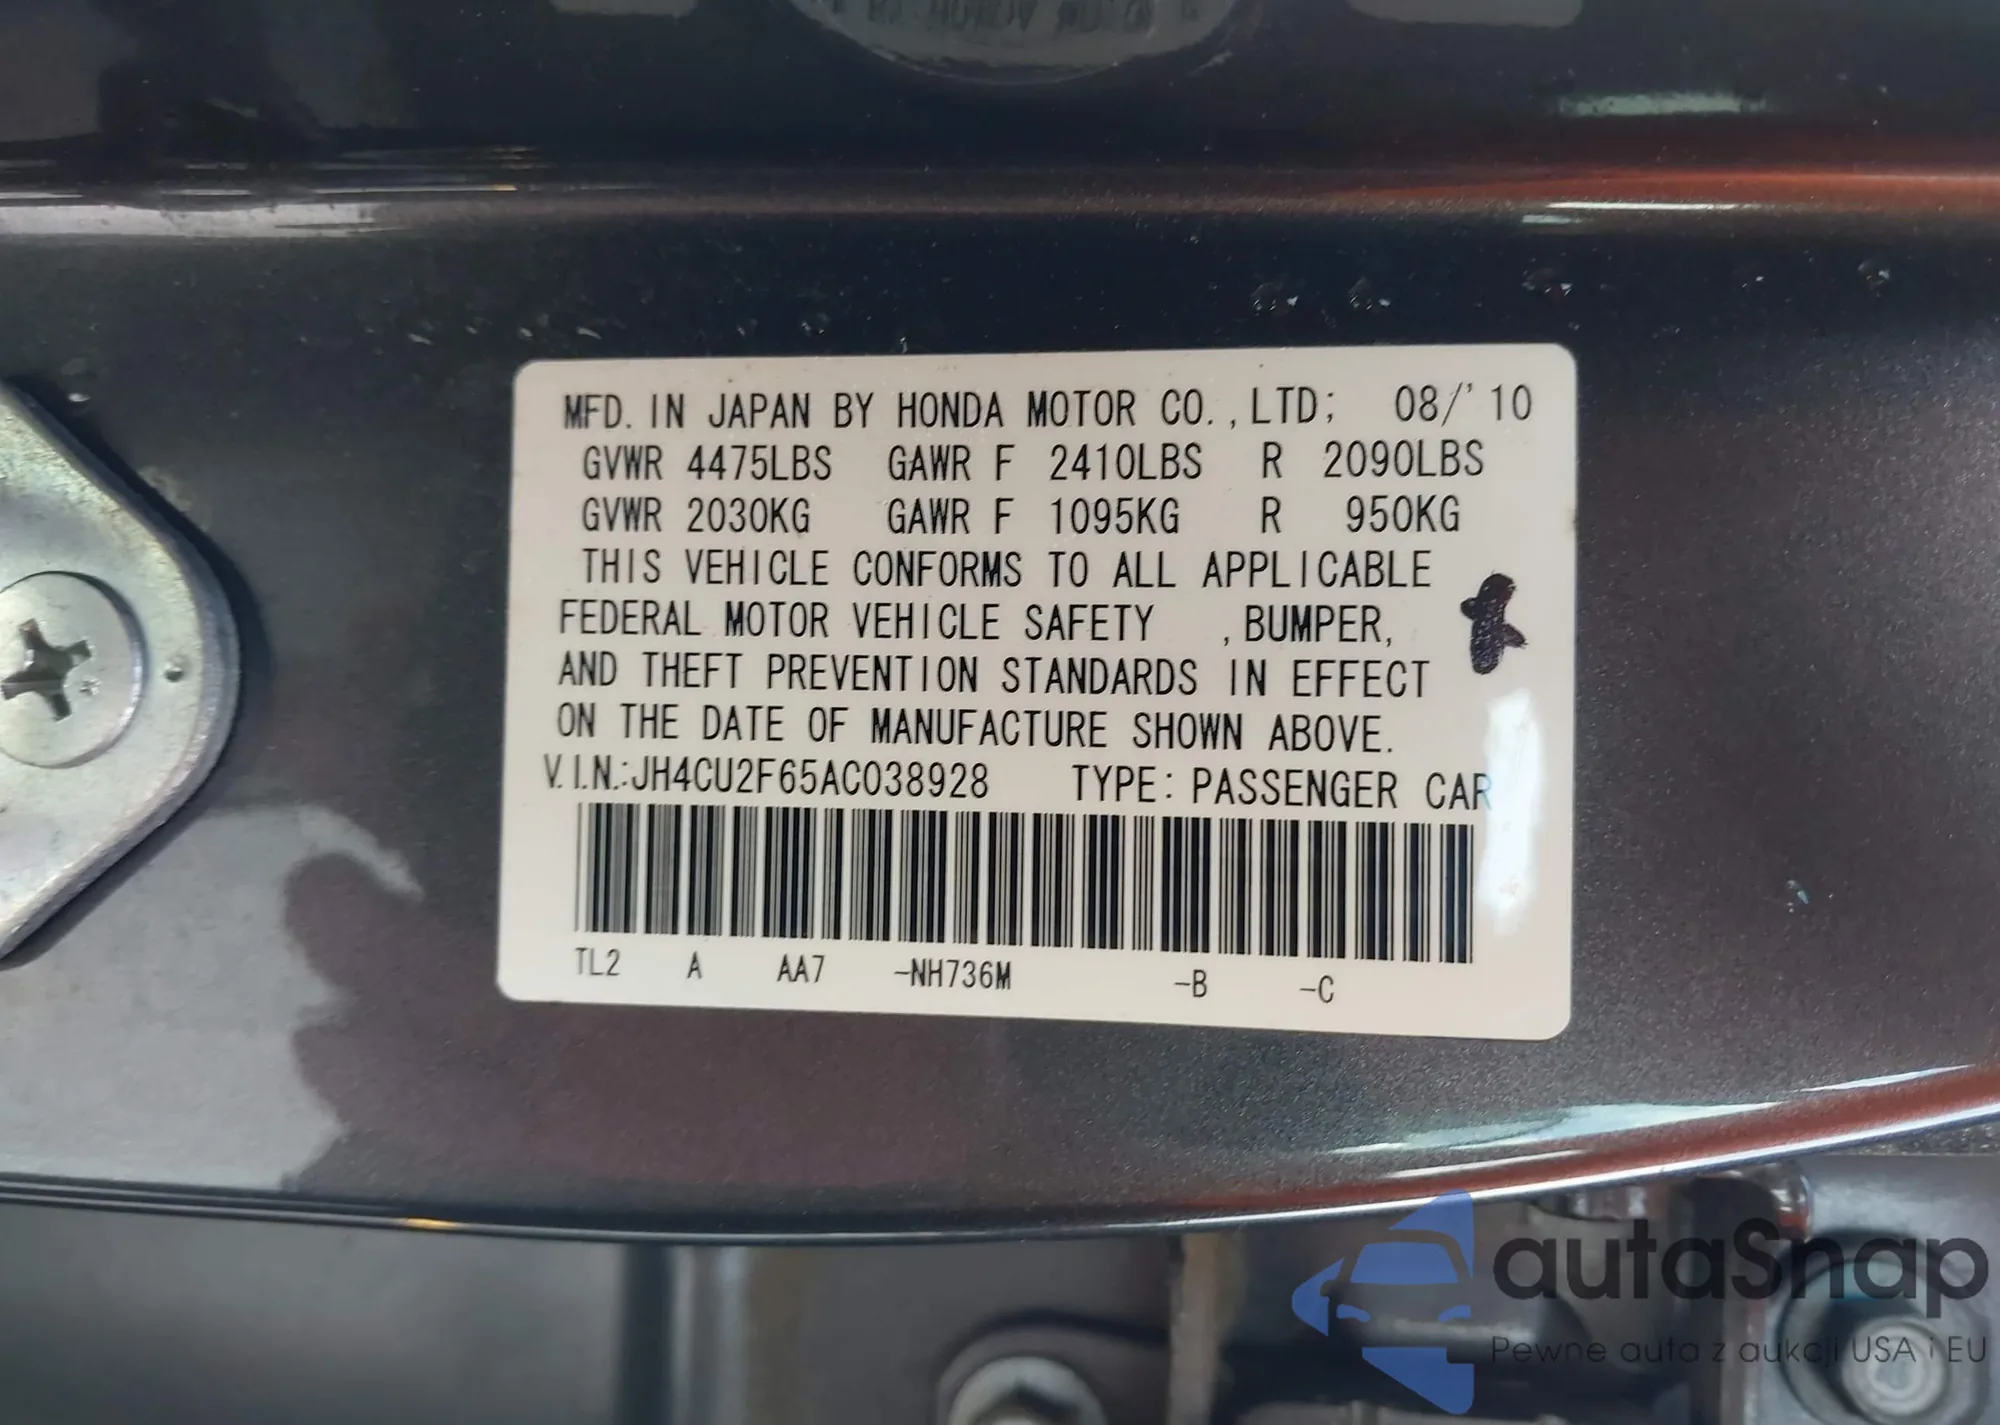 MFD. IN JAPAN BY HONDA MOTOR CO.,LTD; 08/'10
GVWR 4475LBS GAWR F 2410LBS R 2090LBS
GVWR 2030KG GAWR F 1095KG R 950KG
THIS VEHICLE CONFORMS TO ALL APPLICABLE
FEDERAL MOTOR VEHICLE SAFETY ,BUMPER,
AND THEFT PREVENTION STANDARDS IN EFFECT
ON THE DATE OF MANUFACTURE SHOWN ABOVE.
V.I.N.:JH4CU2F65AC038928 TYPE: PASSENGER CAR
TL2 A AA7 -NH736M -B -C
autaSnap
Pewne auta z aukcji USA i EU